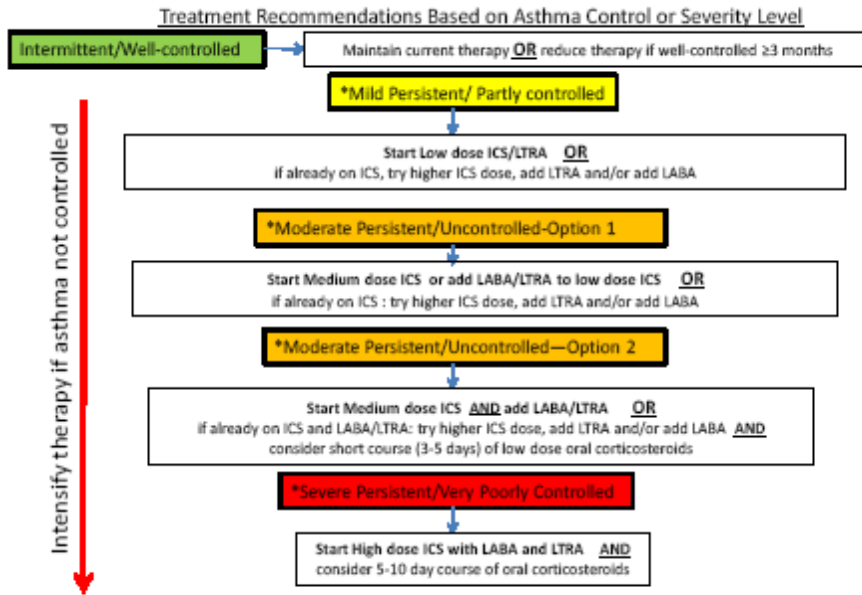 Treatment Recommendations Based on Asthma Control or Severity Level
Intermittent/Well-controlled
Maintain current therapy OR reduce therapy if well-controlled ≥3 months
*Mild Persistent/ Partly controlled
Start Low dose ICS/LTRA OR
if already on ICS, try higher ICS dose, add LTRA and/or add LABA
*Moderate Persistent/Uncontrolled-Option 1
Start Medium dose ICS or add LABA/LTRA to low dose ICS OR
if already on ICS : try higher ICS dose, add LTRA and/or add LABA
*Moderate Persistent/Uncontrolled—Option 2
Start Medium dose ICS AND add LABA/LTRA OR
if already on ICS and LABA/LTRA: try higher ICS dose, add LTRA and/or add LABA AND
consider short course (3-5 days) of low dose oral corticosteroids
*Severe Persistent/Very Poorly Controlled
Start High dose ICS with LABA and LTRA AND
consider 5-10 day course of oral corticosteroids
Intensify therapy if asthma not controlled